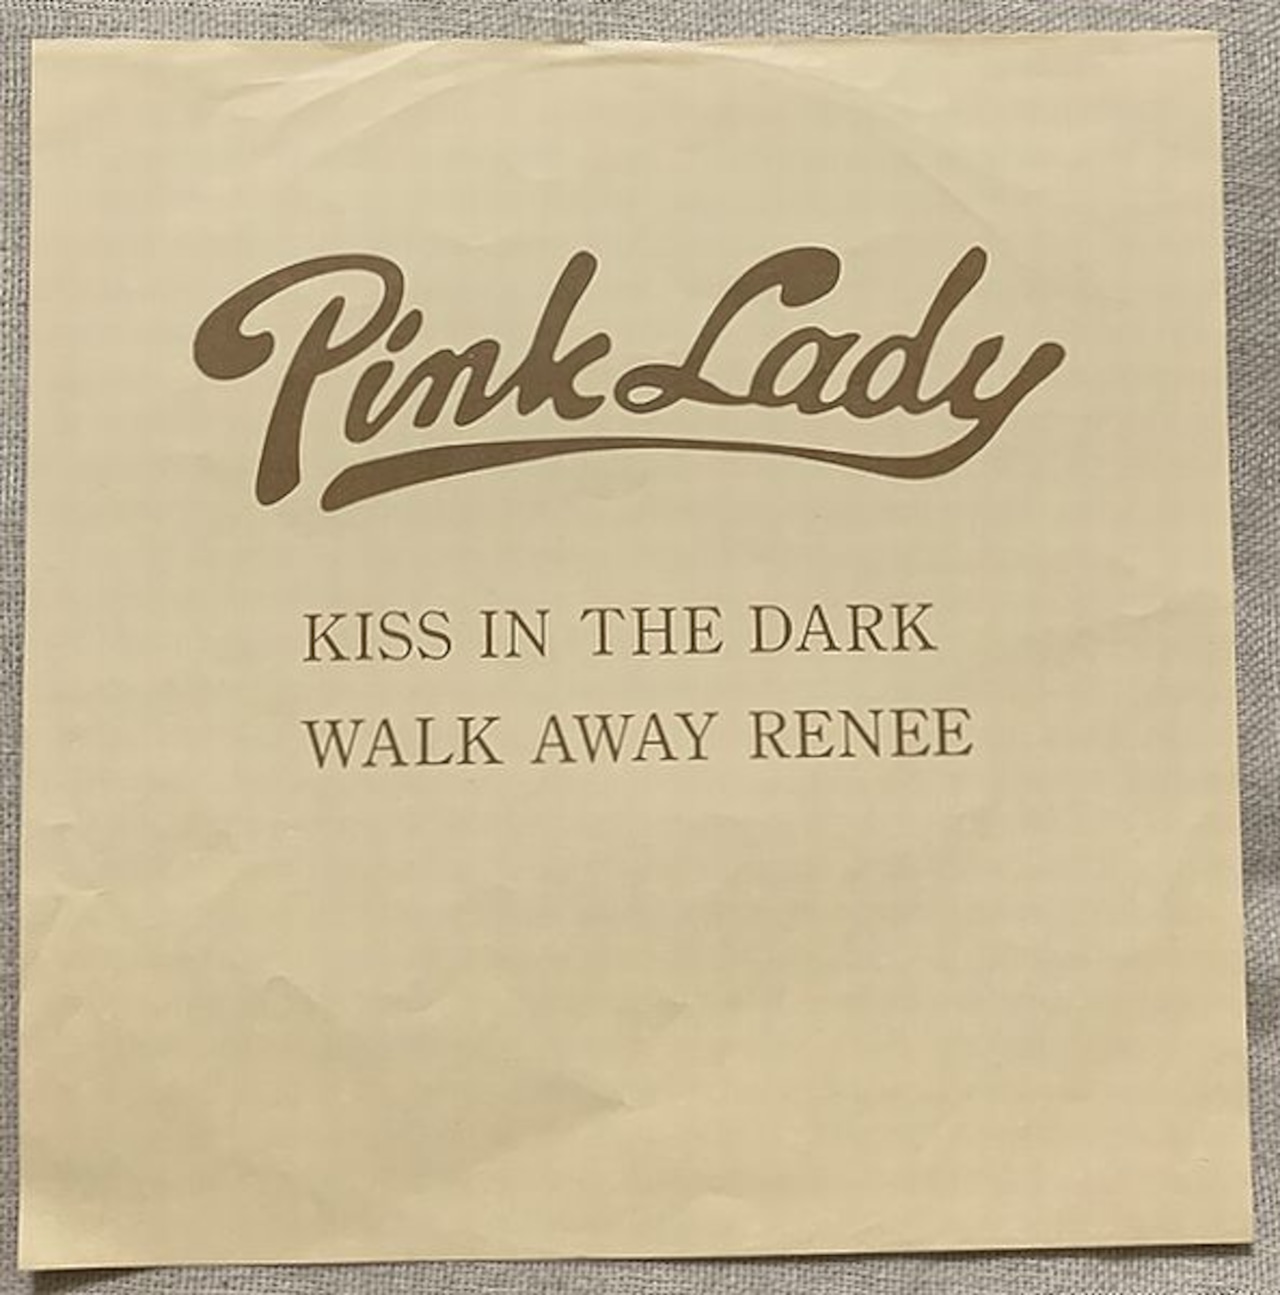 Pink Lady
KISS IN THE DARK
WALK AWAY RENEE